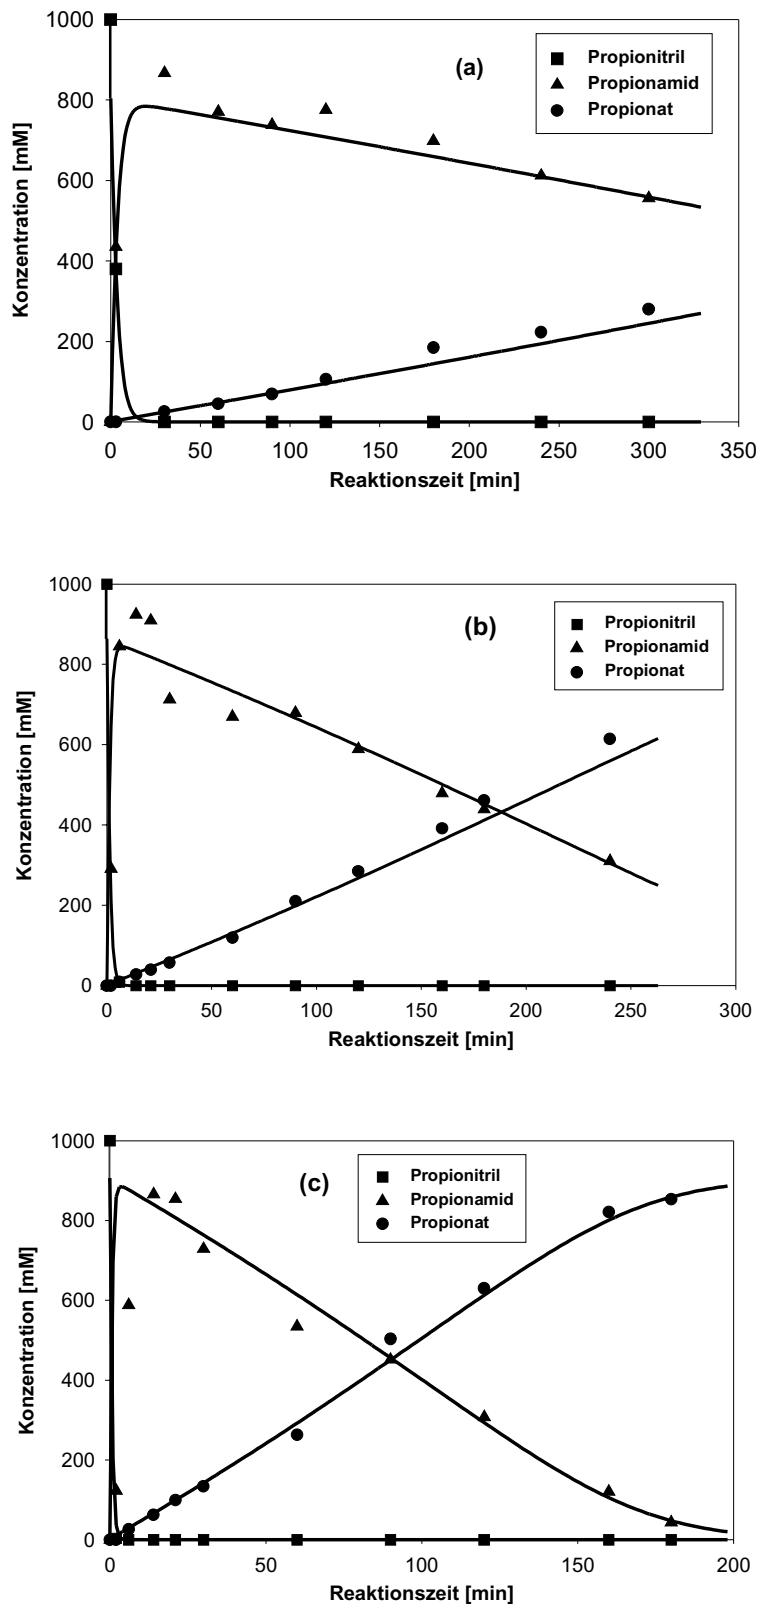 1000
800
600
400
200
0
Konzentration [mM]
(a)
Propionitril
Propionamid
Propionat
0 50 100 150 200 250 300 350
Reaktionszeit [min]
1000
800
600
400
200
0
Konzentration [mM]
(b)
Propionitril
Propionamid
Propionat
0 50 100 150 200 250 300
Reaktionszeit [min]
1000
800
600
400
200
0
Konzentration [mM]
(c)
Propionitril
Propionamid
Propionat
0 50 100 150 200
Reaktionszeit [min]